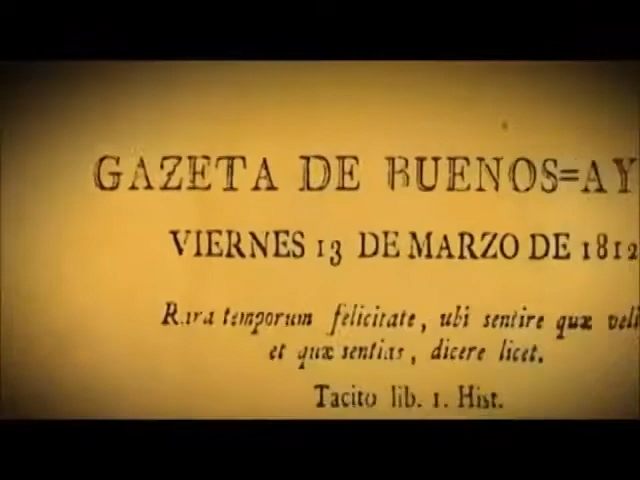 GAZETA DE BUENOS=AY
VIERNES 13 DE MARZO DE 1812
Rara temporum felicitate, ubi sentire quæ veli
et quæ sentias, dicere licet.
Tacito lib. 1. Hist.